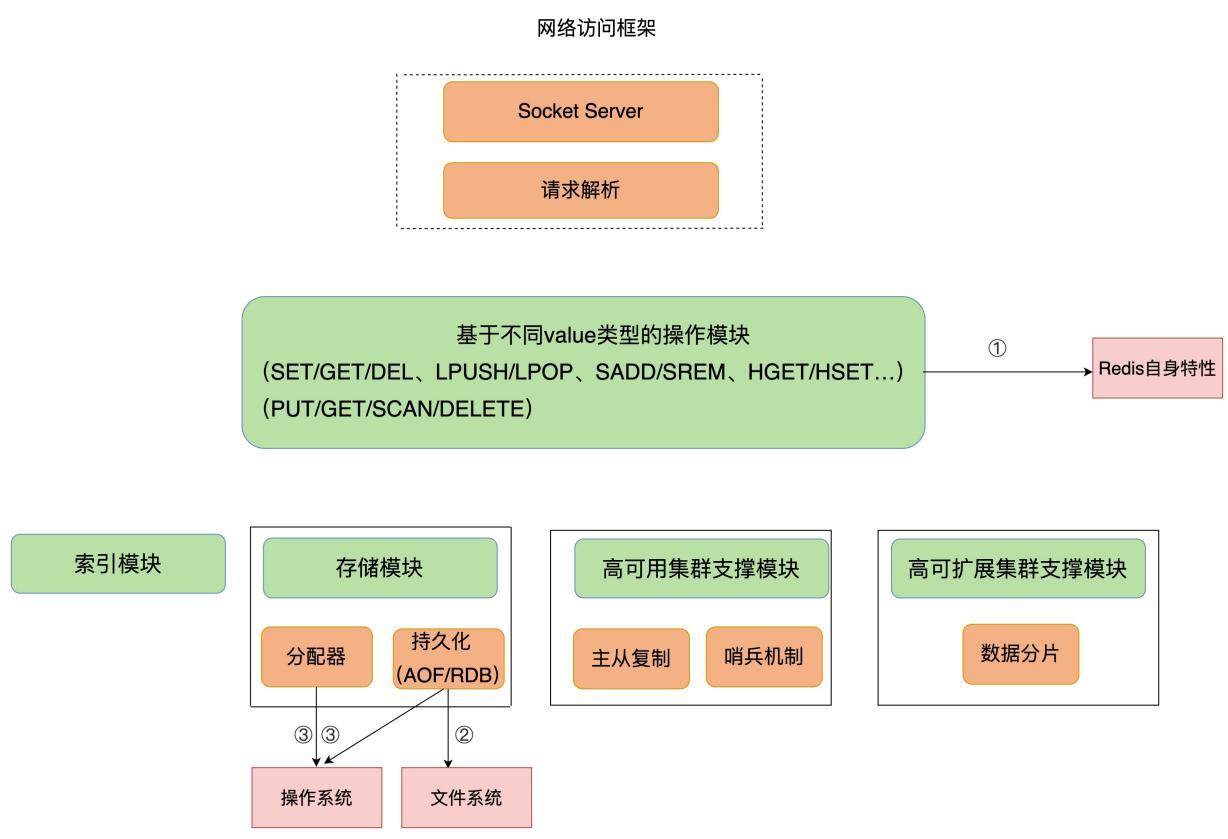 网络访问框架
Socket Server
请求解析
基于不同value类型的操作模块
（SET/GET/DEL、LPUSH/LPOP、SADD/SREM、HGET/HSET...）
（PUT/GET/SCAN/DELETE）
①
Redis自身特性
索引模块
存储模块
高可用集群支撑模块
高可扩展集群支撑模块
分配器
持久化
（AOF/RDB）
主从复制
哨兵机制
数据分片
③
③
②
操作系统
文件系统